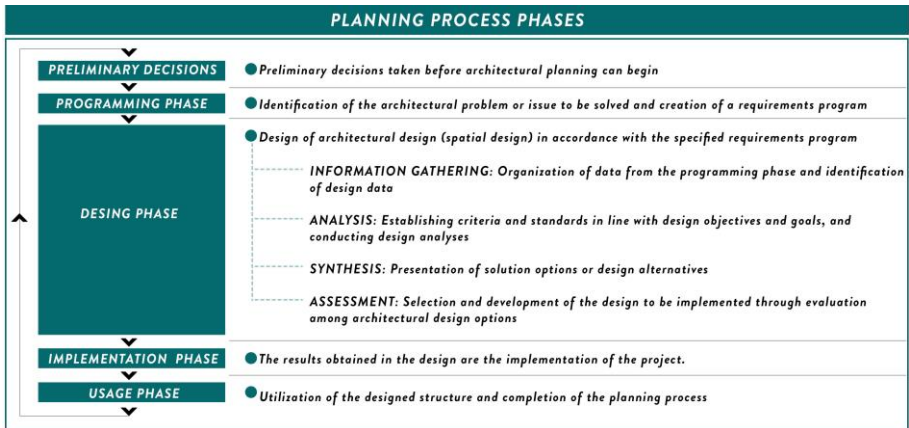 PLANNING PROCESS PHASES
PRELIMINARY DECISIONS
Preliminary decisions taken before architectural planning can begin
PROGRAMMING PHASE
Identification of the architectural problem or issue to be solved and creation of a requirements program
DESING PHASE
Design of architectural design (spatial design) in accordance with the specified requirements program
INFORMATION GATHERING: Organization of data from the programming phase and identification
of design data
ANALYSIS: Establishing criteria and standards in line with design objectives and goals, and
conducting design analyses
SYNTHESIS: Presentation of solution options or design alternatives
ASSESSMENT: Selection and development of the design to be implemented through evaluation
among architectural design options
IMPLEMENTATION PHASE
The results obtained in the design are the implementation of the project.
USAGE PHASE
Utilization of the designed structure and completion of the planning process